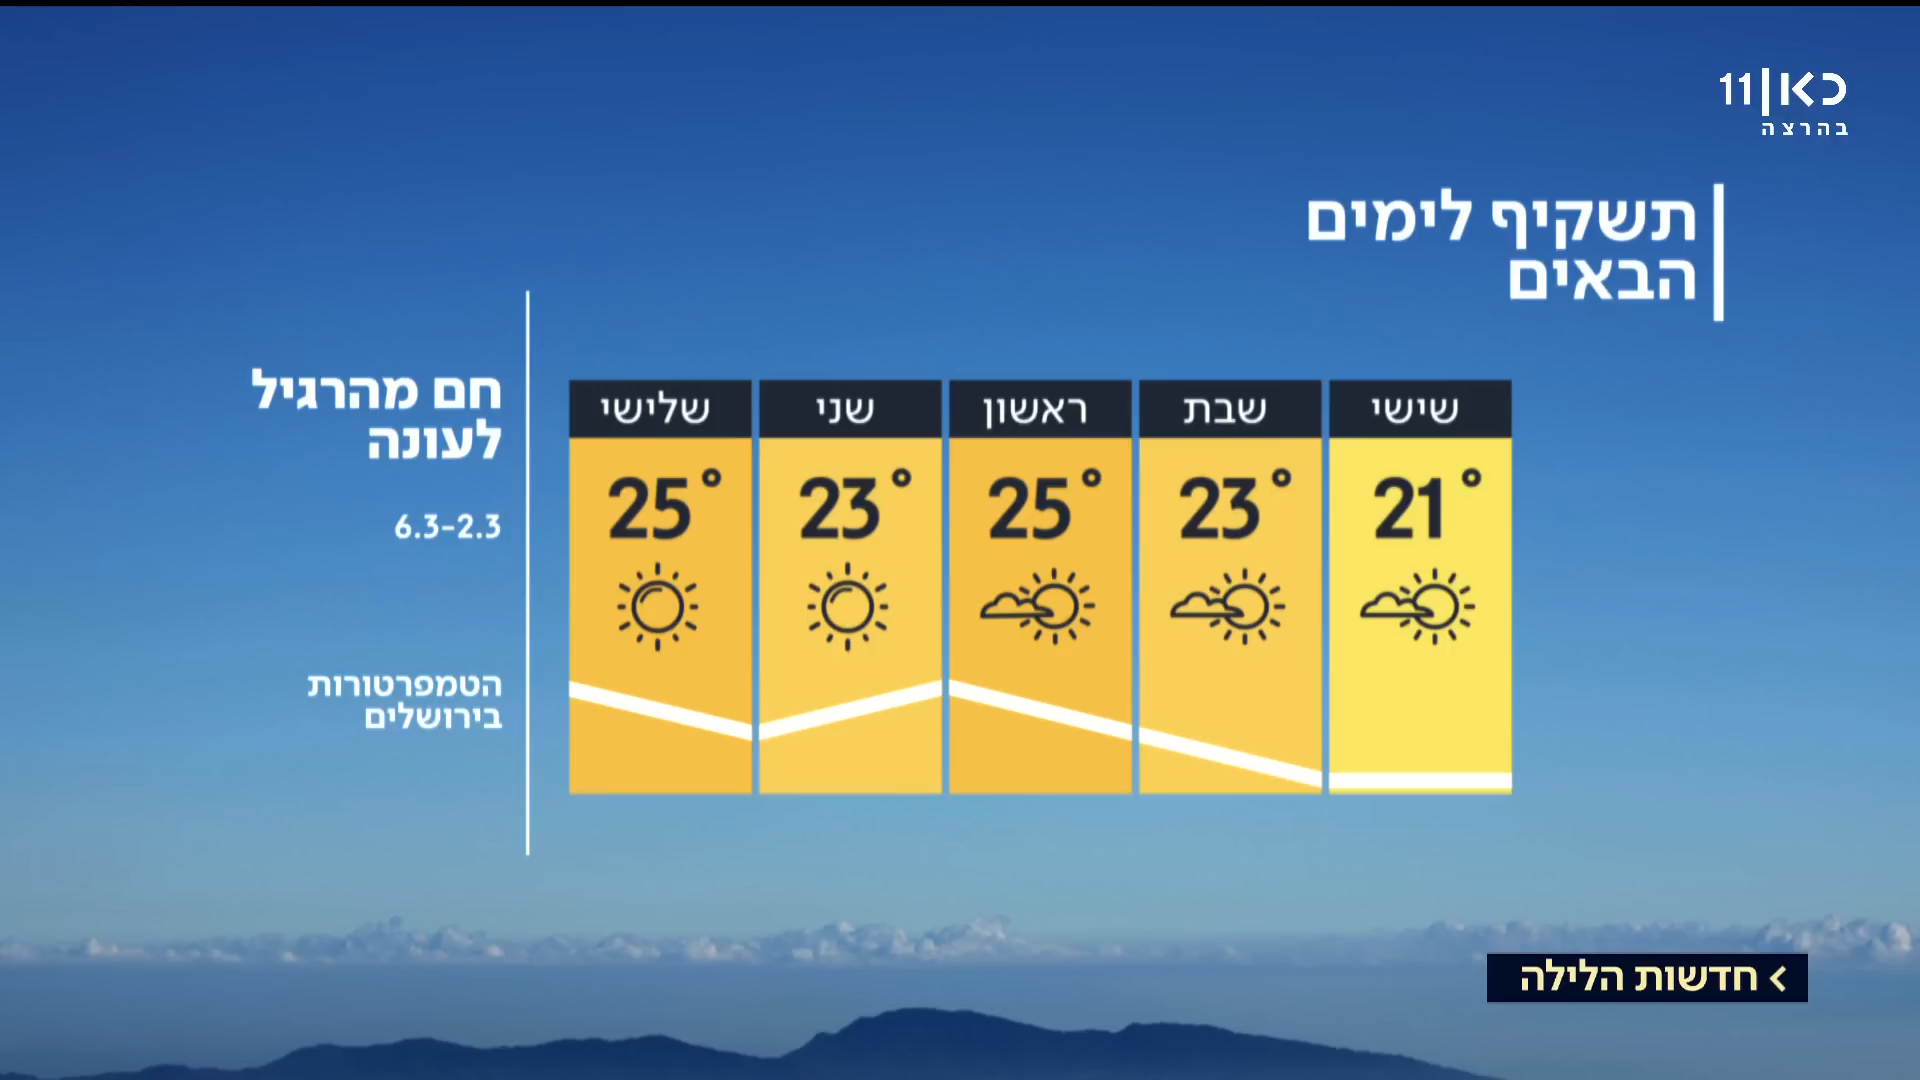 כאן 11
בהרצה
תשקיף לימים
הבאים
שישי
שבת
ראשון
שני
שלישי
21°
23°
25°
23°
25°
חם מהרגיל
לעונה
6.3-2.3
הטמפרטורות
בירושלים
חדשות הלילה